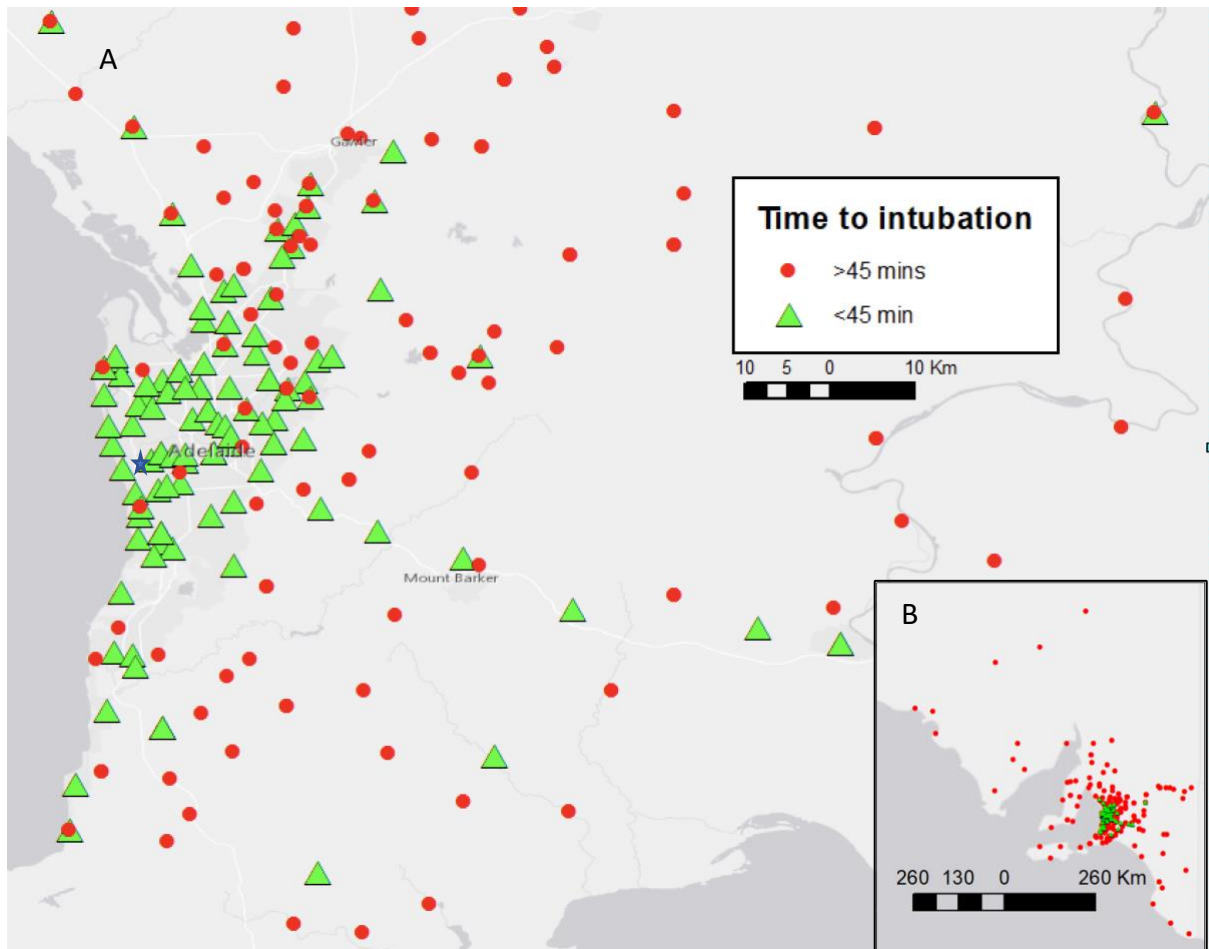 A
Gawler
Time to intubation
>45 mins
<45 min
10 5 0 10 Km
Adelaide
Mount Barker
B
260 130 0 260 Km